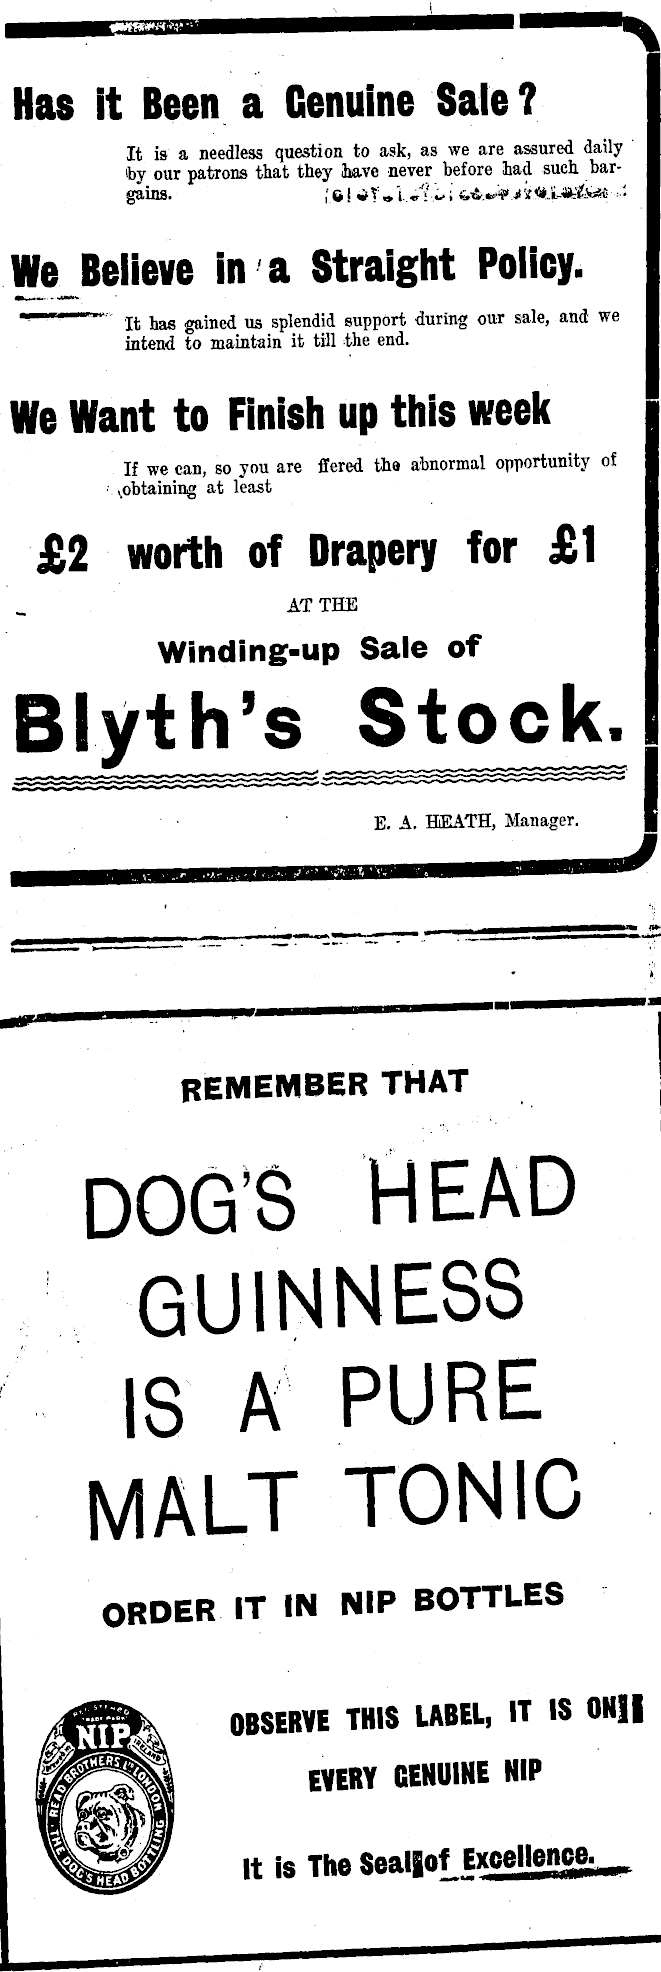 Has it Been a Genuine Sale?
It is a needless question to ask, as we are assured daily
by our patrons that they have never before had such bar-
gains.
We Believe in a Straight Policy.
It has gained us splendid support during our sale, and we
intend to maintain it till the end.
We Want to Finish up this week
If we can, so you are ffered the abnormal opportunity of
obtaining at least
£2 worth of Drapery for £1
AT THE
Winding-up Sale of
Blyth's Stock.
E. A. HEATH, Manager.
REMEMBER THAT
DOG'S HEAD
GUINNESS
IS A PURE
MALT TONIC
ORDER IT IN NIP BOTTLES
REGISTERED
TRADE MARK
NIP
IRELAND
READ BROTHERS LD LONDON
THE DOG'S HEAD BOTTLING
OBSERVE THIS LABEL, IT IS ON
EVERY GENUINE NIP
It is The Seal of Excellence.